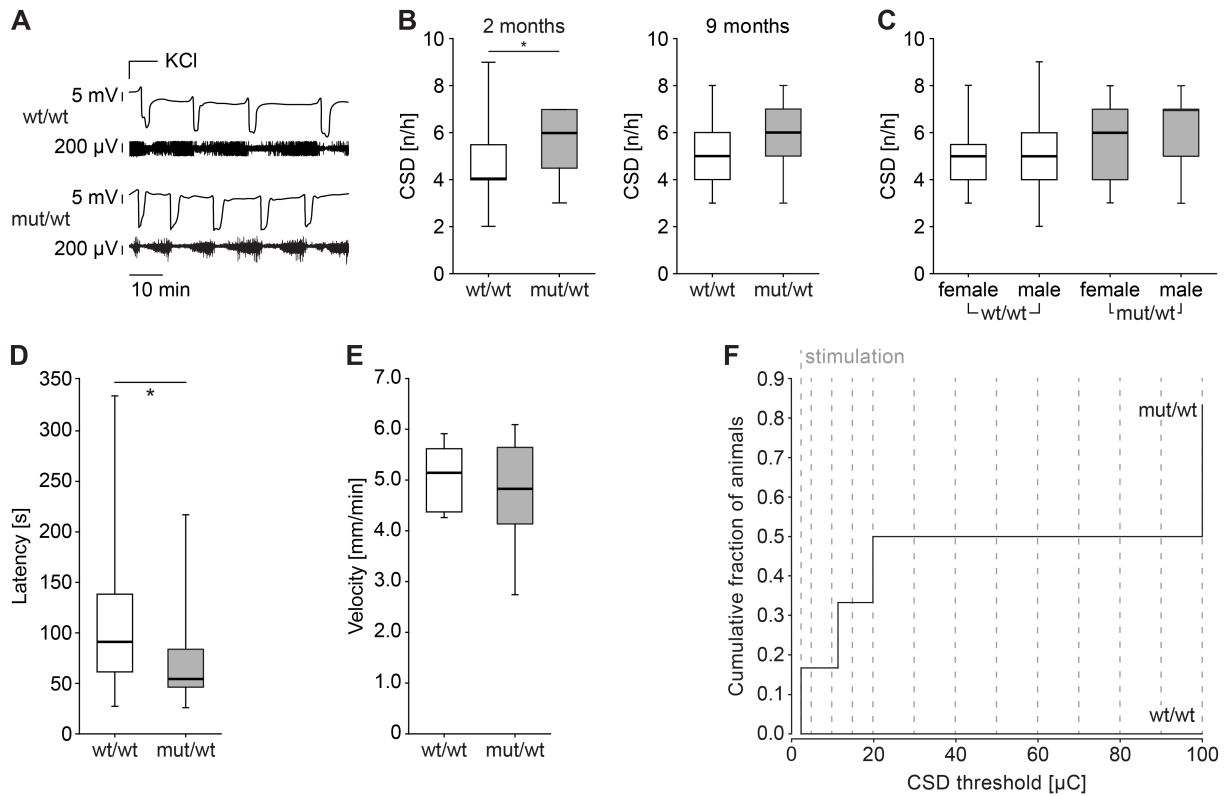 A
KCl
5 mV
wt/wt
200 µV
5 mV
mut/wt
200 µV
10 min
B
2 months
*
CSD [n/h]
10
8
6
4
2
0
wt/wt
mut/wt
9 months
CSD [n/h]
10
8
6
4
2
0
wt/wt
mut/wt
C
CSD [n/h]
10
8
6
4
2
0
female
male
female
male
wt/wt
mut/wt
D
*
Latency [s]
350
300
250
200
150
100
50
0
wt/wt
mut/wt
E
Velocity [mm/min]
7.0
6.0
5.0
4.0
3.0
2.0
1.0
0
wt/wt
mut/wt
F
stimulation
Cumulative fraction of animals
0.9
0.8
0.7
0.6
0.5
0.4
0.3
0.2
0.1
0.0
mut/wt
wt/wt
0
20
40
60
80
100
CSD threshold [µC]